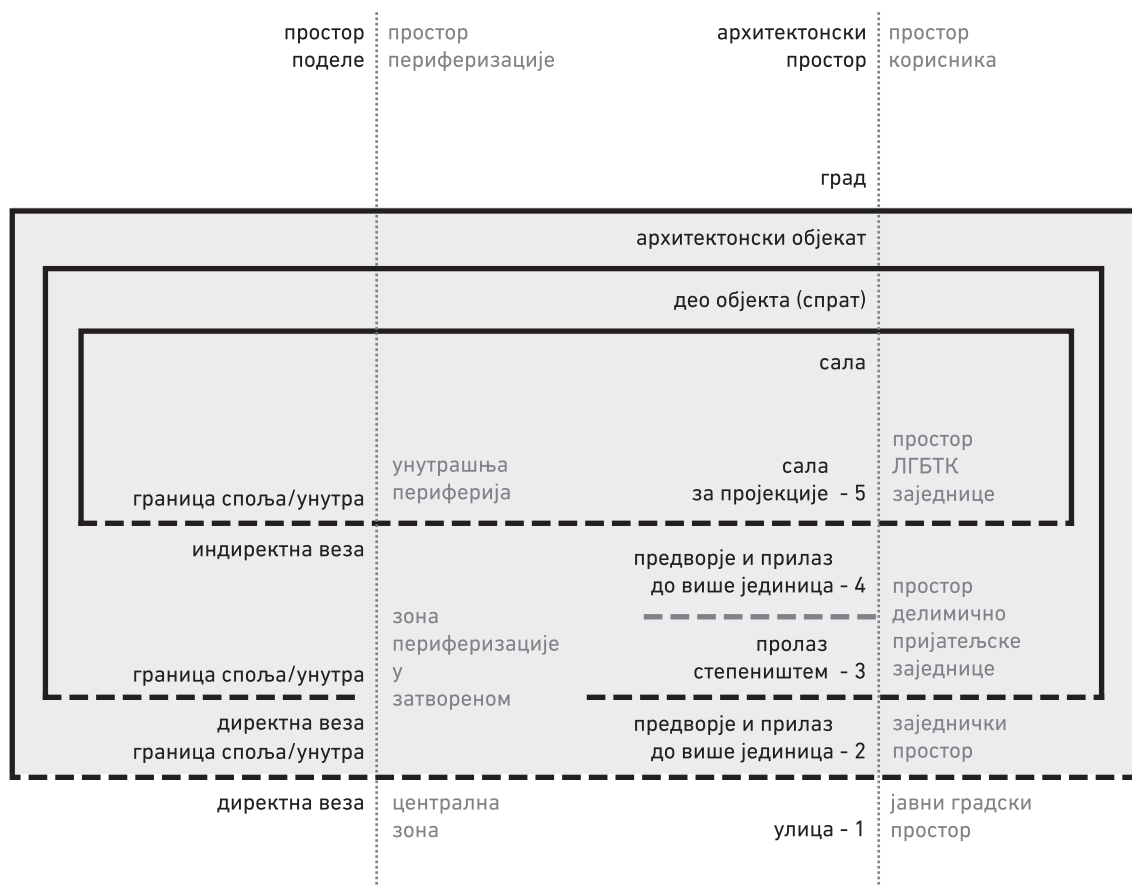 простор
поделе
простор
периферизације
архитектонски
простор
простор
корисника
град
архитектонски објекат
део објекта (спрат)
сала
граница споља/унутра
унутрашња
периферија
сала
за пројекције - 5
простор
ЛГБТК
заједнице
индиректна веза
предворје и прилаз
до више јединица - 4
зона
периферизације
у
затвореном
простор
делимично
пријатељске
заједнице
граница споља/унутра
пролаз
степеништем - 3
директна веза
граница споља/унутра
предворје и прилаз
до више јединица - 2
заједнички
простор
директна веза
централна
зона
улица - 1
јавни градски
простор